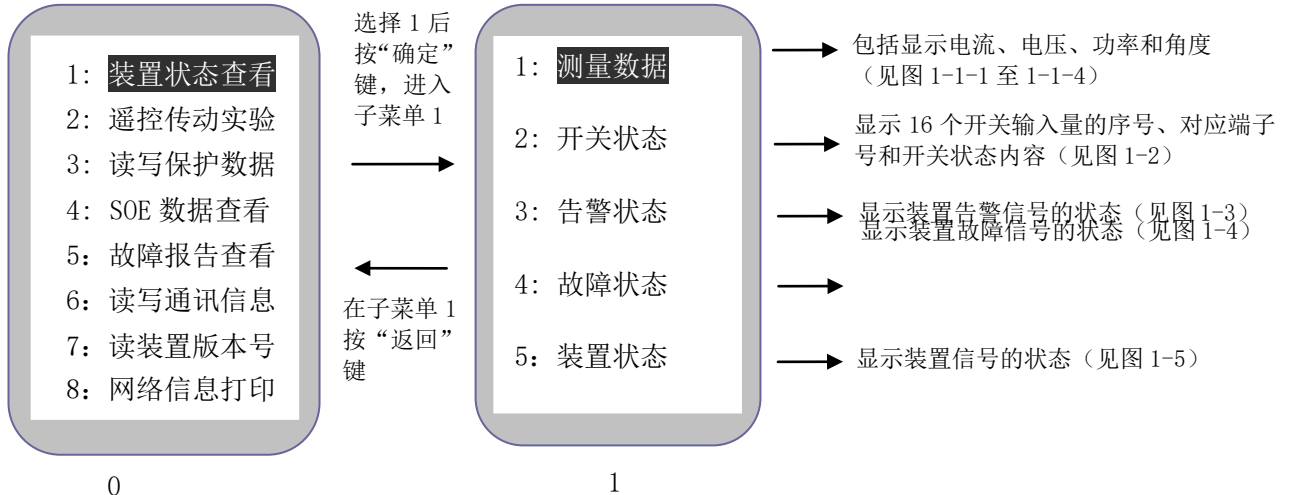 1: 装置状态查看
2: 遥控传动实验
3: 读写保护数据
4: SOE 数据查看
5: 故障报告查看
6: 读写通讯信息
7: 读装置版本号
8: 网络信息打印
0
选择 1 后
按“确定”
键，进入
子菜单 1
在子菜单 1
按“返回”
键
1: 测量数据
2: 开关状态
3: 告警状态
4: 故障状态
5: 装置状态
1
包括显示电流、电压、功率和角度
（见图 1-1-1 至 1-1-4）
显示 16 个开关输入量的序号、对应端子
号和开关状态内容（见图 1-2）
显示装置告警信号的状态（见图 1-3）
显示装置故障信号的状态（见图 1-4）
显示装置信号的状态（见图 1-5）